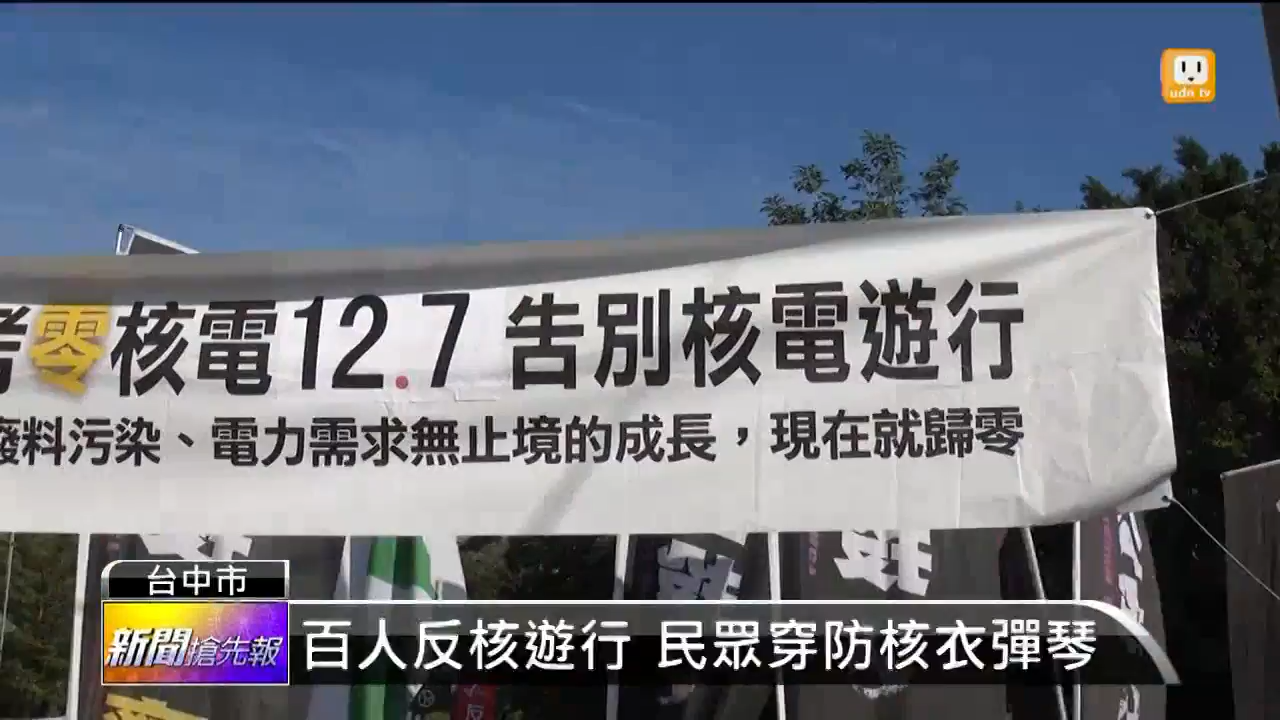 udn tv
零核電12.7 告別核電遊行
廢料污染、電力需求無止境的成長，現在就歸零
台中市
新聞搶先報
百人反核遊行 民眾穿防核衣彈琴